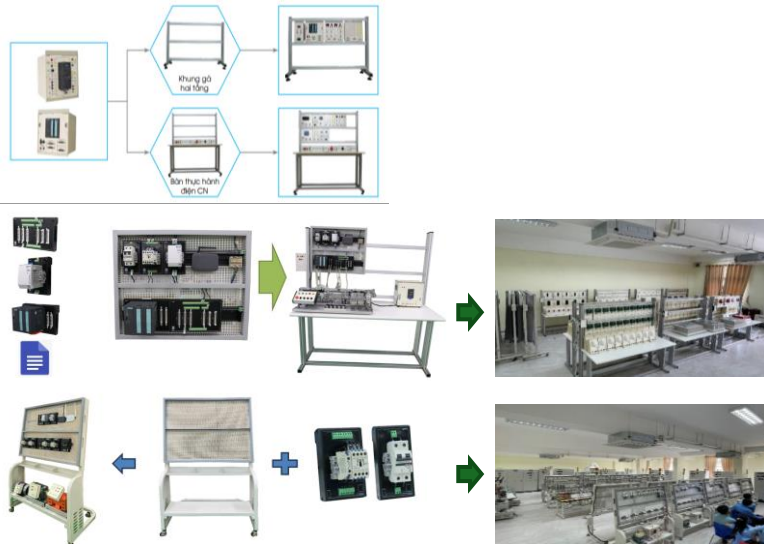 Khung gá
hai tầng
Bàn thực hành
điện CN